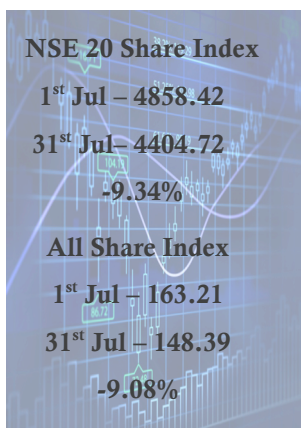 NSE 20 Share Index
1st Jul – 4858.42
31st Jul– 4404.72
-9.34%
All Share Index
1st Jul – 163.21
31st Jul – 148.39
-9.08%